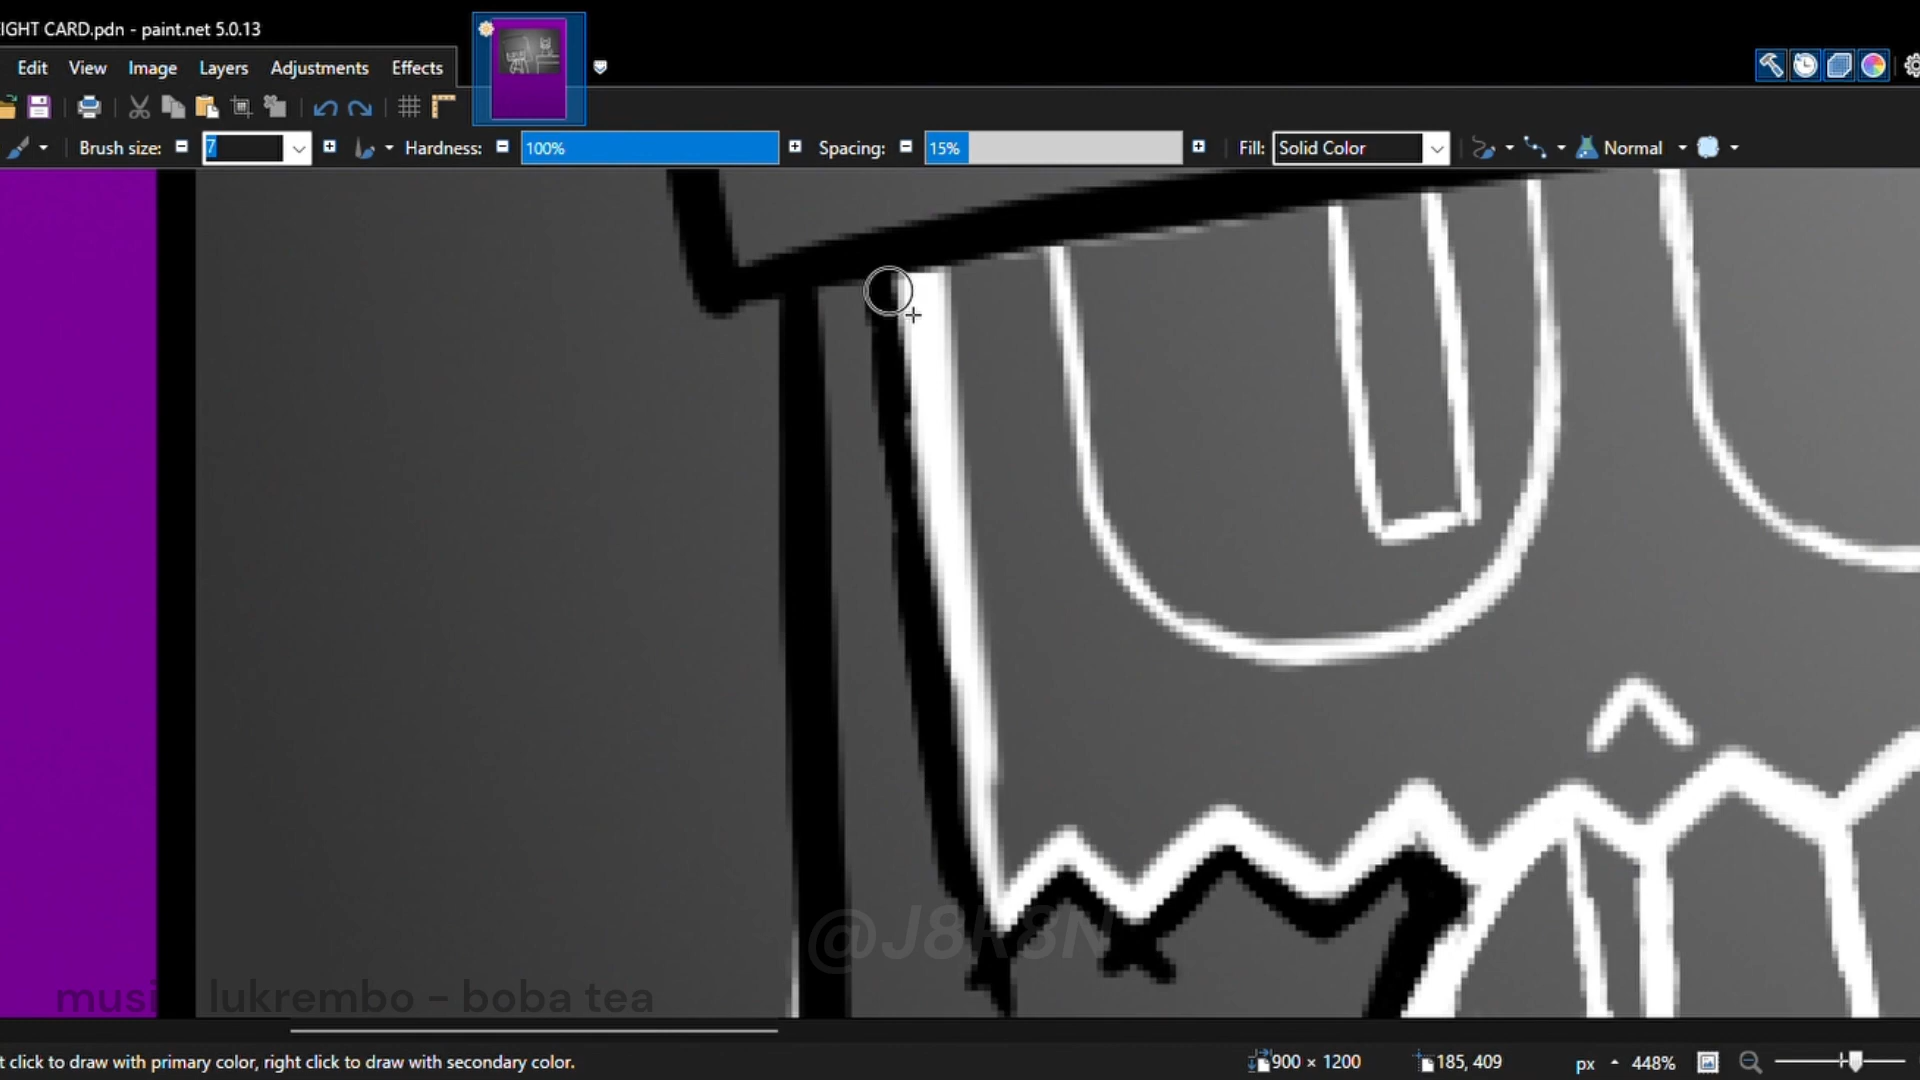 IGHT CARD.pdn - paint.net 5.0.13
Edit View Image Layers Adjustments Effects
Brush size: 7 Hardness: 100% Spacing: 15% Fill: Solid Color Normal
@J8K8N
lukrembo - boba tea
t click to draw with primary color, right click to draw with secondary color.
900 × 1200 185, 409 px 448%